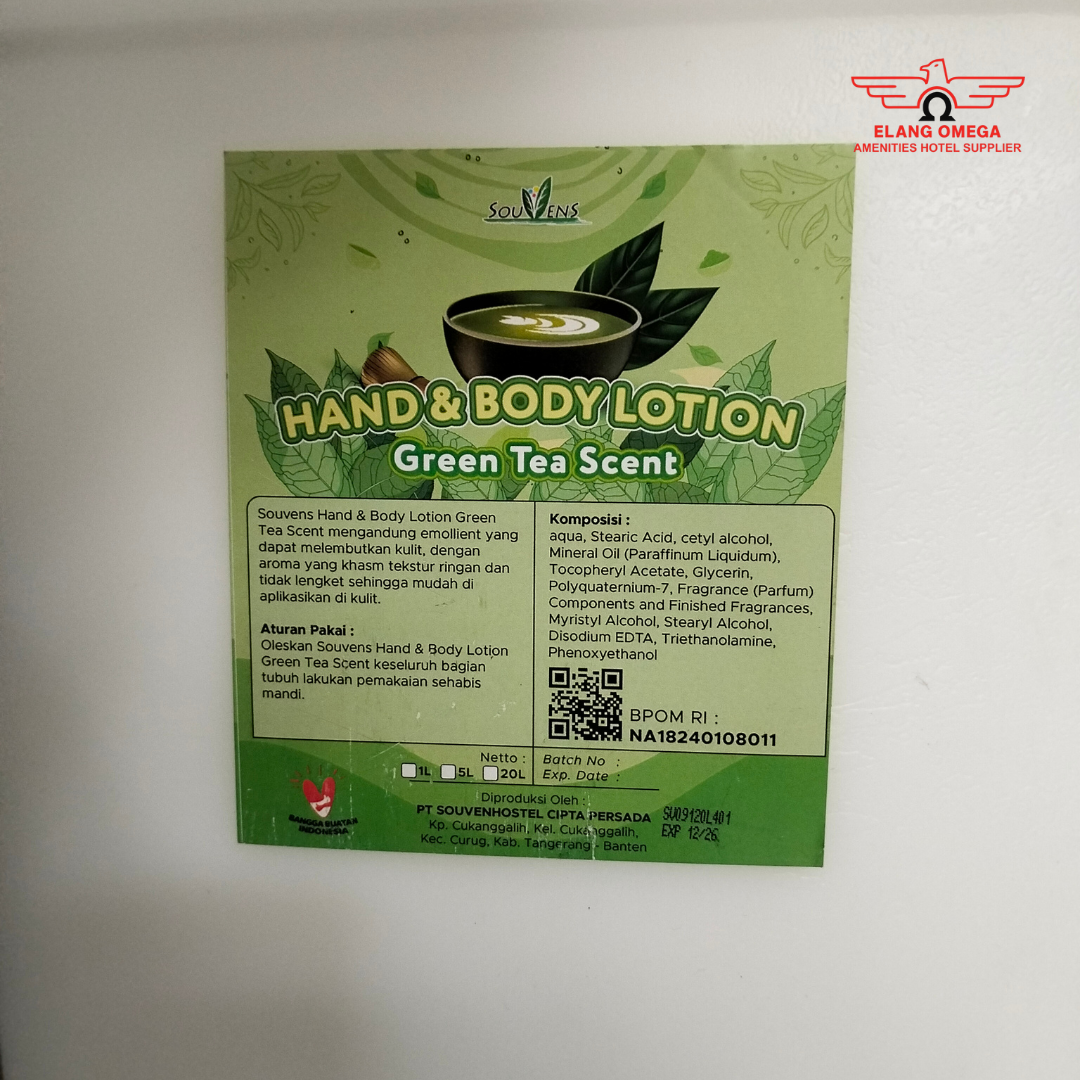 ELANG OMEGA
AMENITIES HOTEL SUPPLIER
SOUVENS
HAND & BODY LOTION
Green Tea Scent
Souvens Hand & Body Lotion Green
Tea Scent mengandung emollient yang
dapat melembutkan kulit, dengan
aroma yang khasm tekstur ringan dan
tidak lengket sehingga mudah di
aplikasikan di kulit.
Aturan Pakai :
Oleskan Souvens Hand & Body Lotion
Green Tea Scent keseluruh bagian
tubuh lakukan pemakaian sehabis
mandi.
Komposisi :
aqua, Stearic Acid, cetyl alcohol,
Mineral Oil (Paraffinum Liquidum),
Tocopheryl Acetate, Glycerin,
Polyquaternium-7, Fragrance (Parfum)
Components and Finished Fragrances,
Myristyl Alcohol, Stearyl Alcohol,
Disodium EDTA, Triethanolamine,
Phenoxyethanol
BPOM RI :
NA18240108011
Netto :
1L 5L 20L
Batch No :
Exp. Date :
BANGGA BUATAN
INDONESIA
Diproduksi Oleh :
PT SOUVENHOSTEL CIPTA PERSADA
Kp. Cukanggalih, Kel. Cukanggalih,
Kec. Curug, Kab. Tangerang - Banten
SV09120L401
EXP 12/26